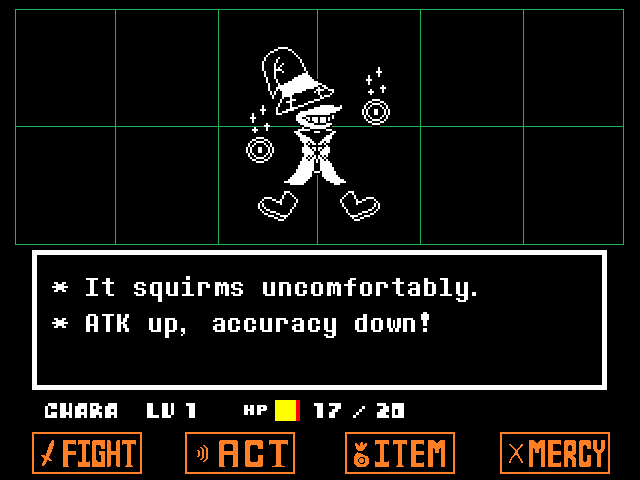 * It squirms uncomfortably.
* ATK up, accuracy down!
CHARA LV 1 HP 17 / 20
FIGHT ACT ITEM MERCY